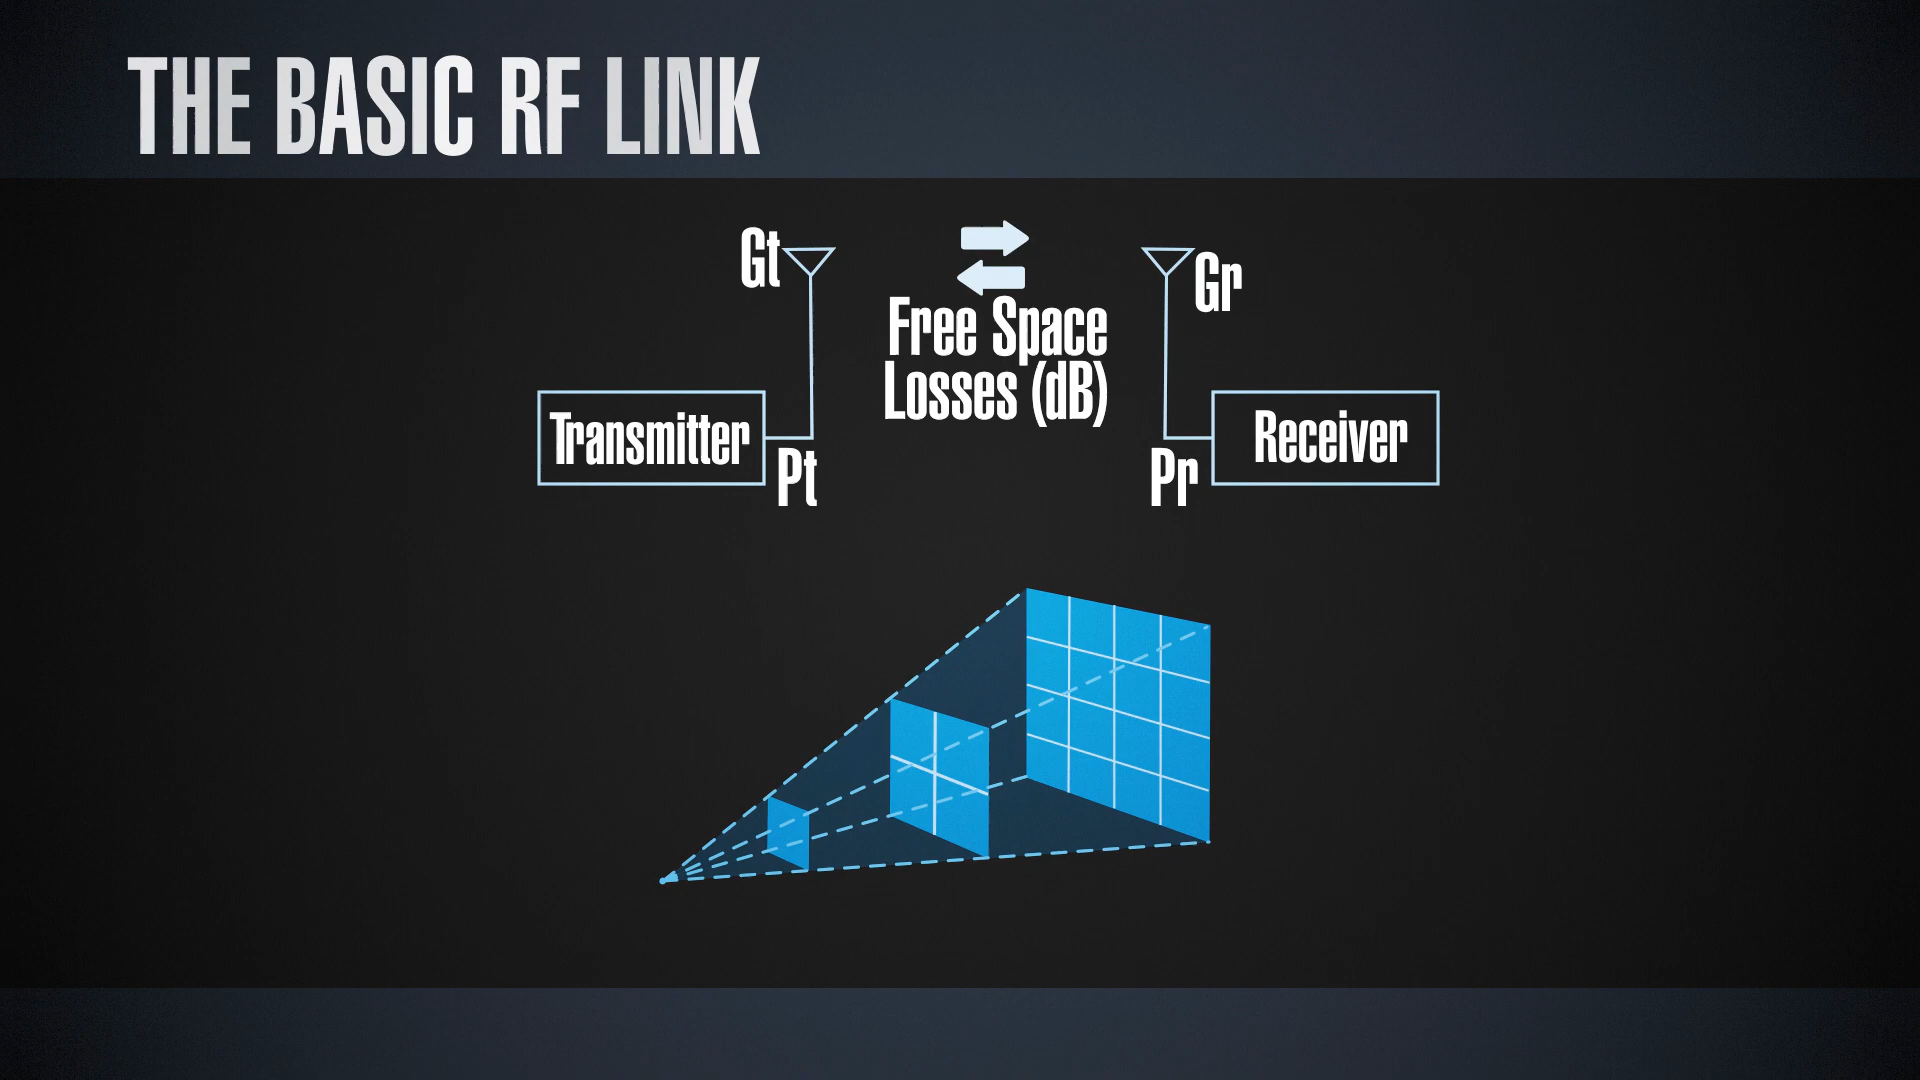 THE BASIC RF LINK
Gt
Gr
Free Space
Losses (dB)
Transmitter
Receiver
Pt
Pr